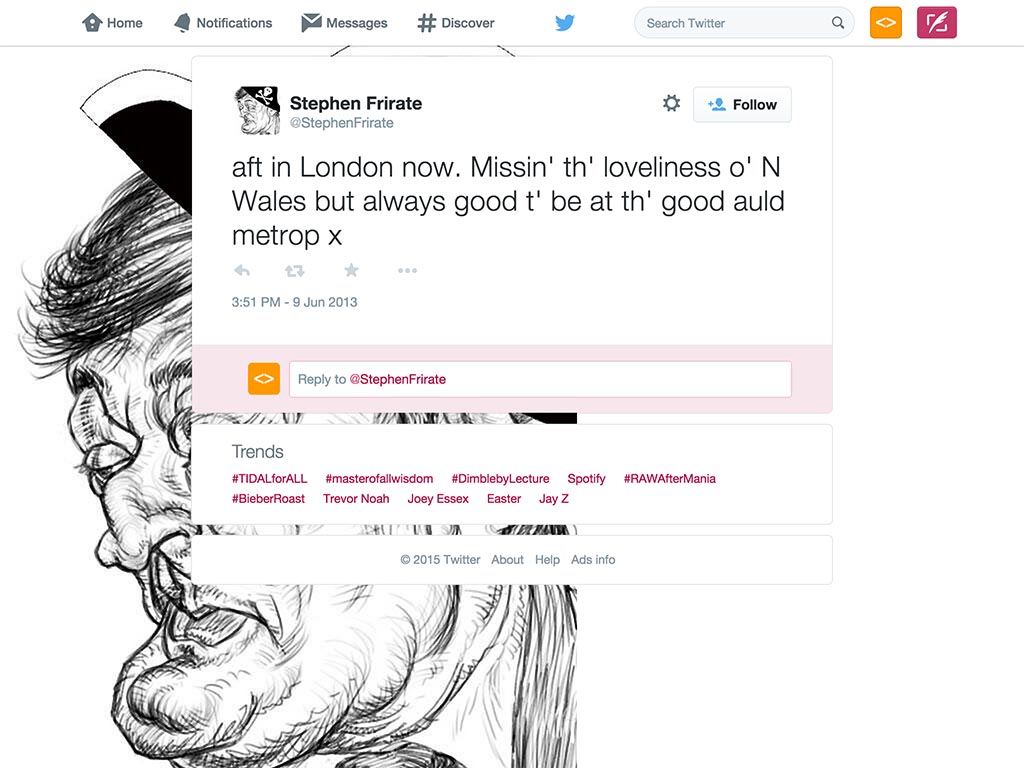 Home Notifications Messages Discover Search Twitter <>
Stephen Frirate
@StephenFrirate
Follow
aft in London now. Missin' th' loveliness o' N
Wales but always good t' be at th' good auld
metrop x
3:51 PM - 9 Jun 2013
<> Reply to @StephenFrirate
Trends
#TIDALforALL #masterofallwisdom #DimblebyLecture Spotify #RAWAfterMania
#BieberRoast Trevor Noah Joey Essex Easter Jay Z
© 2015 Twitter About Help Ads info